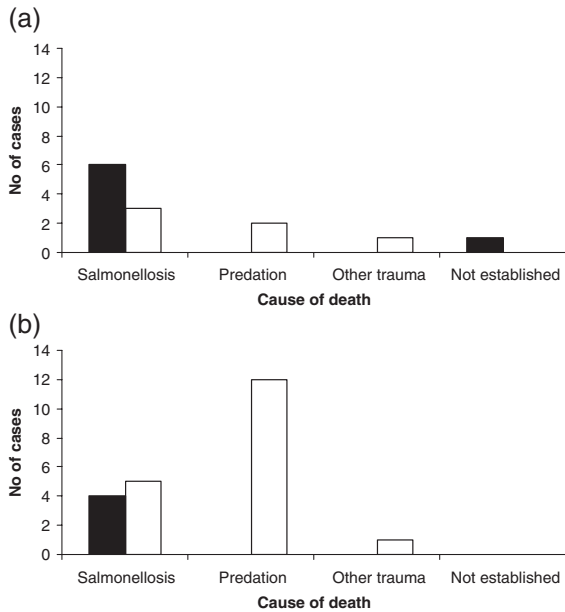 (a)
14
12
10
8
6
4
2
0
No of cases
Salmonellosis Predation Other trauma Not established
Cause of death
(b)
14
12
10
8
6
4
2
0
No of cases
Salmonellosis Predation Other trauma Not established
Cause of death